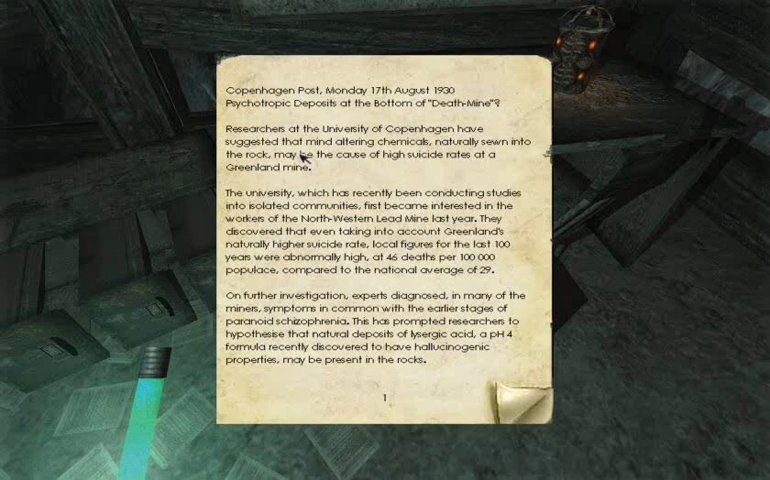 Copenhagen Post, Monday 17th August 1930
Psychotropic Deposits at the Bottom of "Death-Mine"?
Researchers at the University of Copenhagen have
suggested that mind altering chemicals, naturally sewn into
the rock, may be the cause of high suicide rates at a
Greenland mine.
The university, which has recently been conducting studies
into isolated communities, first became interested in the
workers of the North-Western Lead Mine last year. They
discovered that even taking into account Greenland's
naturally higher suicide rate, local figures for the last 100
years were abnormally high, at 46 deaths per 100 000
populace, compared to the national average of 29.
On further investigation, experts diagnosed, in many of the
miners, symptoms in common with the earlier stages of
paranoid schizophrenia. This has prompted researchers to
hypothesise that natural deposits of lysergic acid, a pH 4
formula recently discovered to have hallucinogenic
properties, may be present in the rocks.
1